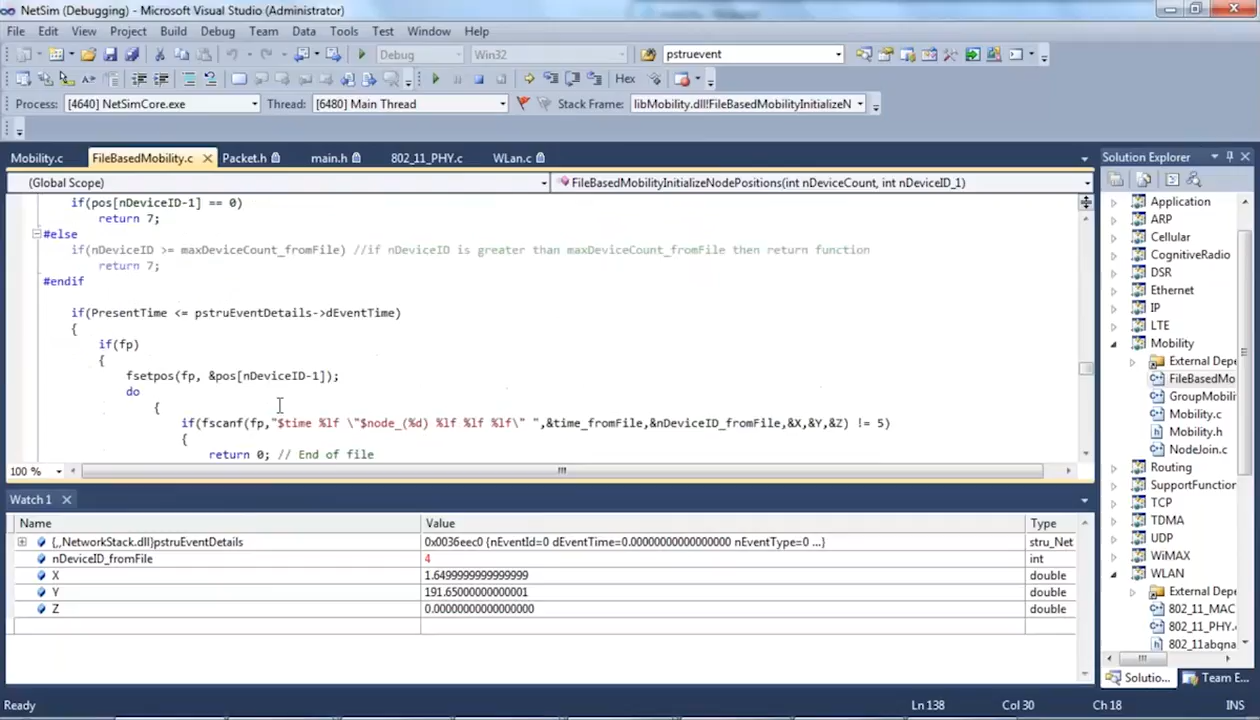 NetSim (Debugging) - Microsoft Visual Studio (Administrator)
File Edit View Project Build Debug Team Data Tools Test Window Help
Debug Win32 pstruevent
Hex
Process: [4640] NetSimCore.exe Thread: [6480] Main Thread Stack Frame: libMobility.dll!FileBasedMobilityInitializeN
Mobility.c FileBasedMobility.c Packet.h main.h 802_11_PHY.c WLan.c
(Global Scope) FileBasedMobilityInitializeNodePositions(int nDeviceCount, int nDeviceID_1)
if(pos[nDeviceID-1] == 0)
return 7;
#else
if(nDeviceID >= maxDeviceCount_fromFile) //if nDeviceID is greater than maxDeviceCount_fromFile then return function
return 7;
#endif
if(PresentTime <= pstruEventDetails->dEventTime)
{
if(fp)
{
fsetpos(fp, &pos[nDeviceID-1]);
do
{
if(fscanf(fp,"$time %lf \"$node_(%d) %lf %lf %lf\" ",&time_fromFile,&nDeviceID_fromFile,&X,&Y,&Z) != 5)
{
return 0; // End of file
100 %
Watch 1
Name Value Type
{,,NetworkStack.dll}pstruEventDetails 0x0036eec0 {nEventId=0 dEventTime=0.00000000000000000 nEventType=0 ...} stru_Net
nDeviceID_fromFile 4 int
X 1.6499999999999999 double
Y 191.65000000000001 double
Z 0.00000000000000000 double
Solution Explorer
Application
ARP
Cellular
CognitiveRadio
DSR
Ethernet
IP
LTE
Mobility
External Depe
FileBasedMo
GroupMobili
Mobility.c
Mobility.h
NodeJoin.c
Routing
SupportFunction
TCP
TDMA
UDP
WiMAX
WLAN
External Depe
802_11_MAC
802_11_PHY.
802_11abgna
Solutio... Team E...
Ready Ln 138 Col 30 Ch 18 INS